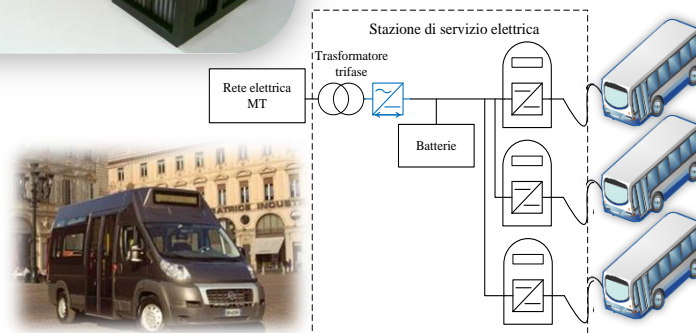 Stazione di servizio elettrica
Trasformatore
trifase
Rete elettrica
MT
Batterie